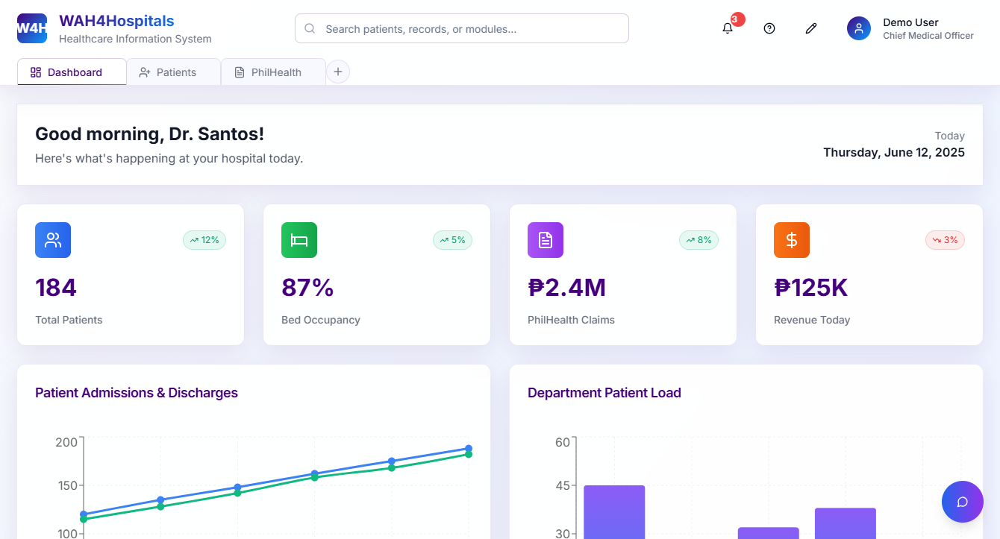 W4H
WAH4Hospitals
Healthcare Information System
Search patients, records, or modules...
3
Demo User
Chief Medical Officer
Dashboard
Patients
PhilHealth
Good morning, Dr. Santos!
Here's what's happening at your hospital today.
Today
Thursday, June 12, 2025
12%
184
Total Patients
5%
87%
Bed Occupancy
8%
₱2.4M
PhilHealth Claims
3%
₱125K
Revenue Today
Patient Admissions & Discharges
200
150
100
Department Patient Load
60
45
30